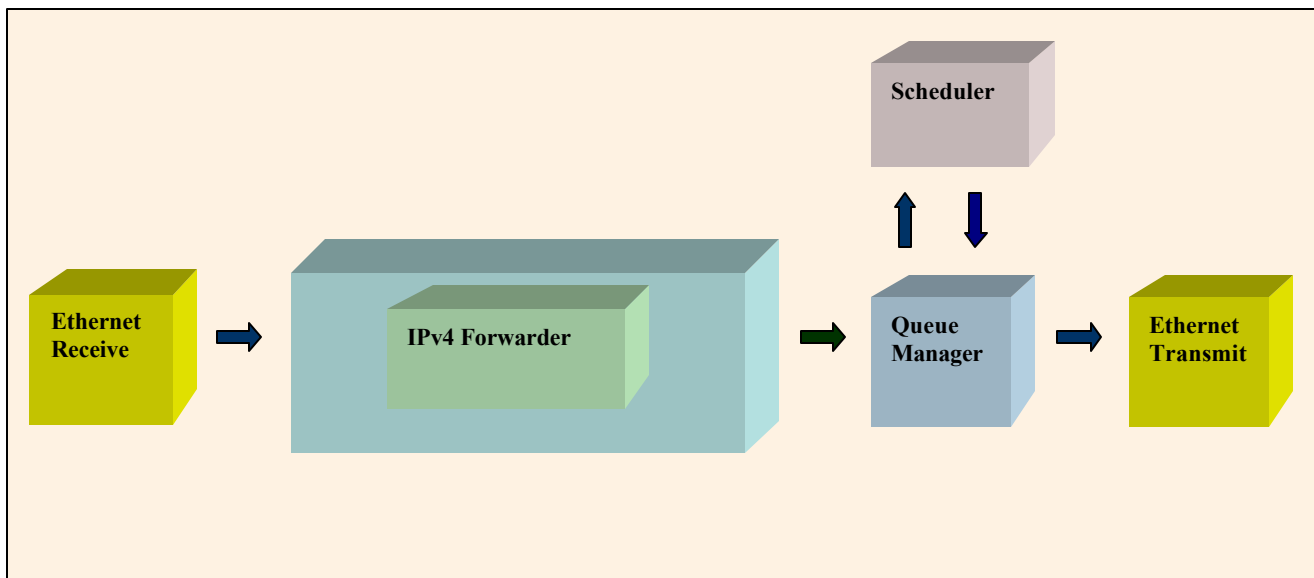 Scheduler
Ethernet
Receive
IPv4 Forwarder
Queue
Manager
Ethernet
Transmit